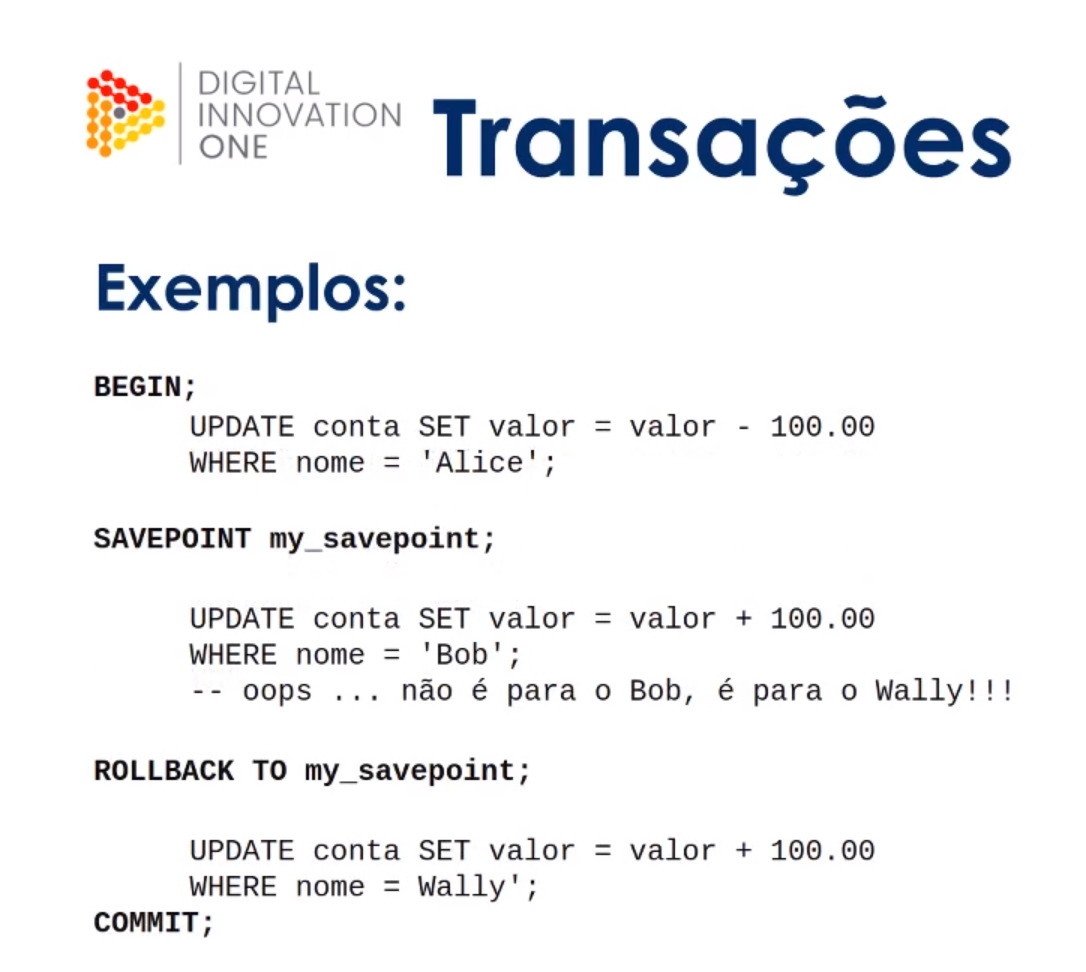 DIGITAL
INNOVATION
ONE
Transações
Exemplos:
BEGIN;
UPDATE conta SET valor = valor - 100.00
WHERE nome = 'Alice';
SAVEPOINT my_savepoint;
UPDATE conta SET valor = valor + 100.00
WHERE nome = 'Bob';
-- oops ... não é para o Bob, é para o Wally!!!
ROLLBACK TO my_savepoint;
UPDATE conta SET valor = valor + 100.00
WHERE nome = Wally';
COMMIT;